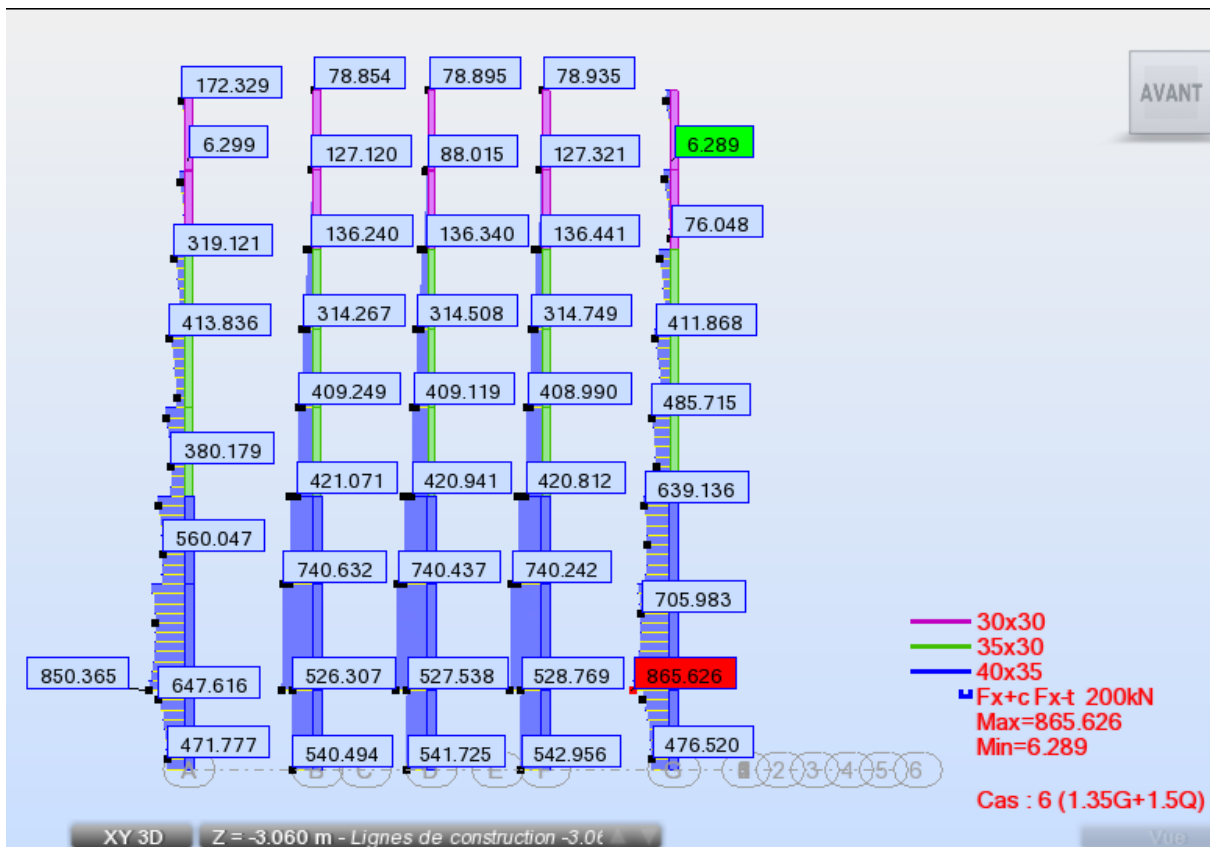 78.854 78.895 78.935
172.329
AVANT
6.299 127.120 88.015 127.321 6.289
319.121 136.240 136.340 136.441 76.048
413.836 314.267 314.508 314.749 411.868
409.249 409.119 408.990 485.715
380.179
421.071 420.941 420.812 639.136
560.047
740.632 740.437 740.242
705.983
30x30
35x30
850.365 647.616 526.307 527.538 528.769 865.626
40x35
Fx+c Fx-t 200kN
Max=865.626
Min=6.289
471.777 540.494 541.725 542.956 476.520
A B C D E F G 2 3 4 5 6
Cas : 6 (1.35G+1.5Q)
XY 3D Z = -3.060 m - Lignes de construction -3.06 Vue